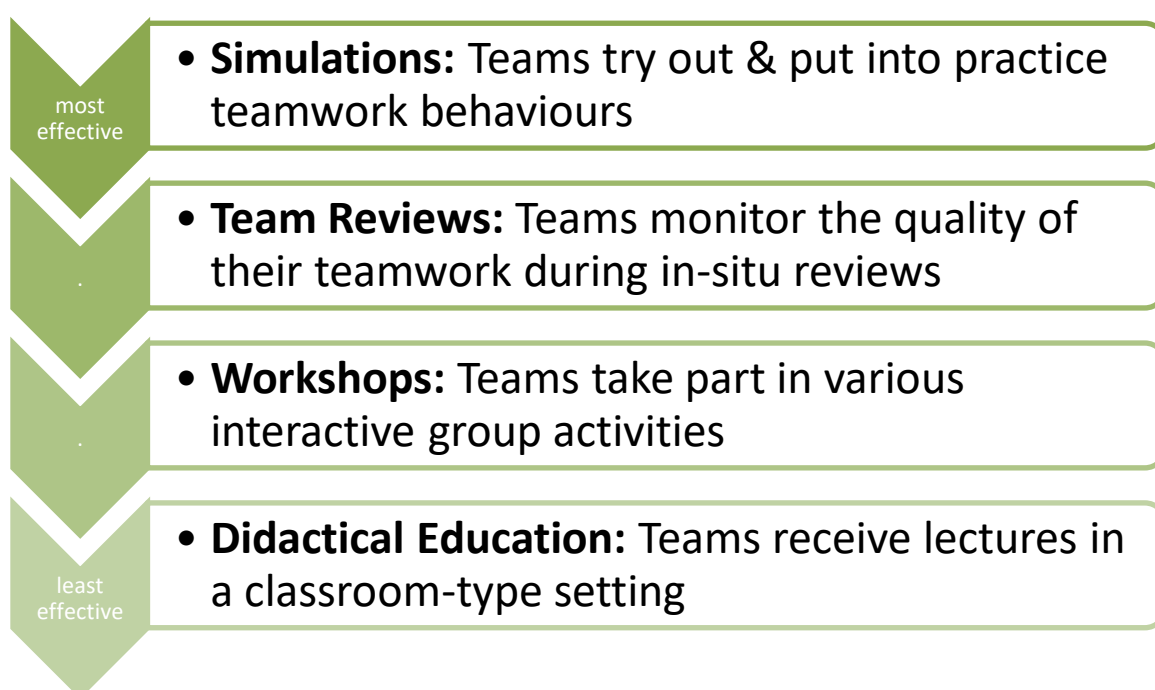 most
effective
• Simulations: Teams try out & put into practice
teamwork behaviours
.
• Team Reviews: Teams monitor the quality of
their teamwork during in-situ reviews
.
• Workshops: Teams take part in various
interactive group activities
least
effective
• Didactical Education: Teams receive lectures in
a classroom-type setting